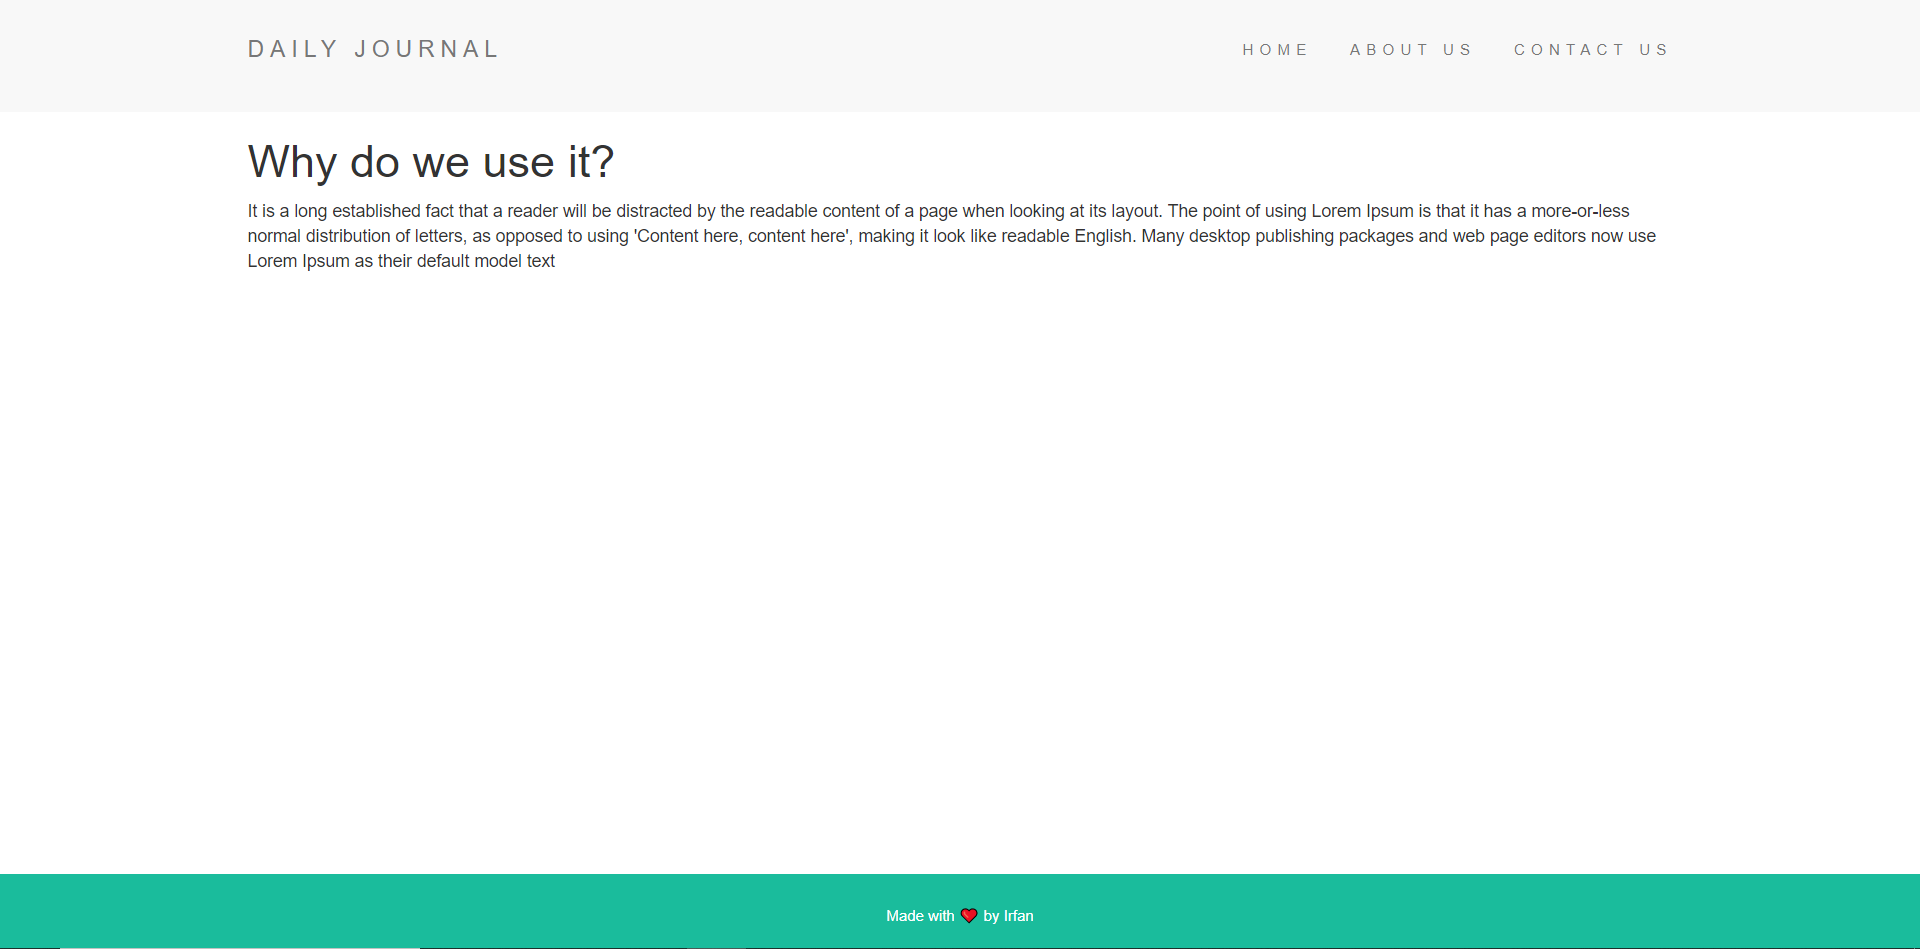 DAILY JOURNAL
HOME ABOUT US CONTACT US
Why do we use it?
It is a long established fact that a reader will be distracted by the readable content of a page when looking at its layout. The point of using Lorem Ipsum is that it has a more-or-less
normal distribution of letters, as opposed to using 'Content here, content here', making it look like readable English. Many desktop publishing packages and web page editors now use
Lorem Ipsum as their default model text
Made with ❤ by Irfan